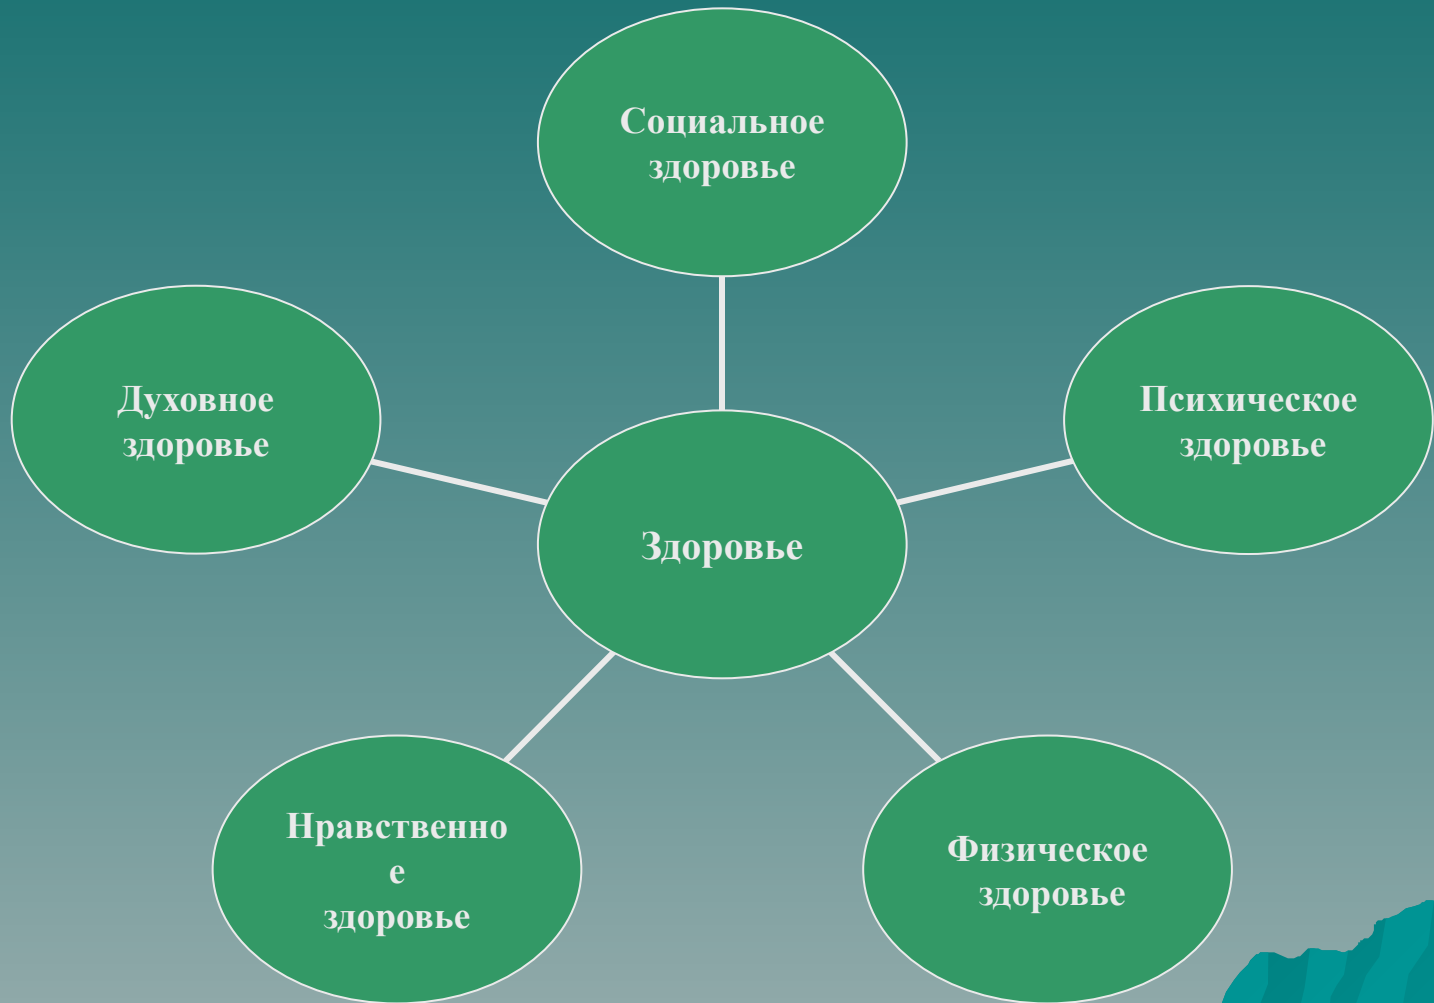 Социальное
здоровье
Духовное
здоровье
Психическое
здоровье
Здоровье
Нравственно
е
здоровье
Физическое
здоровье